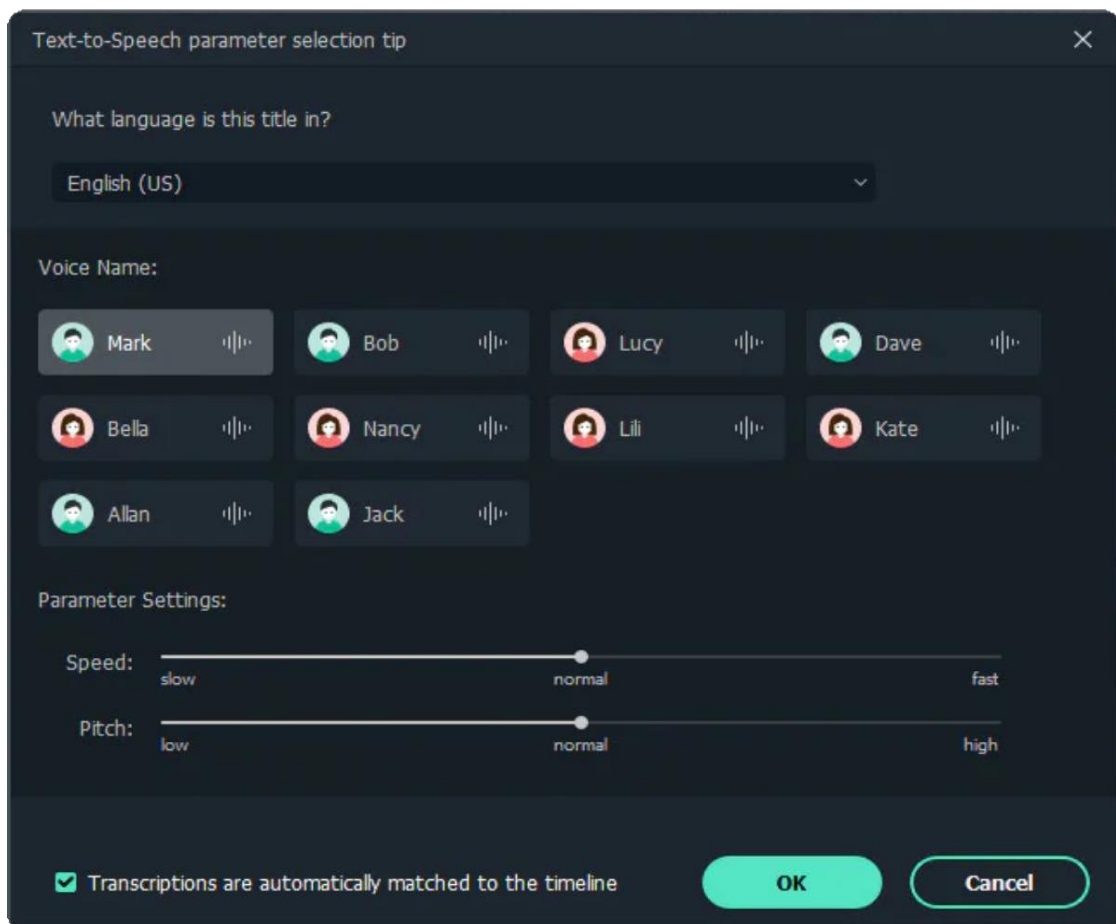 Text-to-Speech parameter selection tip
What language is this title in?
English (US)
Voice Name:
Mark Bob Lucy Dave
Bella Nancy Lili Kate
Allan Jack
Parameter Settings:
Speed:
slow normal fast
Pitch:
low normal high
Transcriptions are automatically matched to the timeline OK Cancel